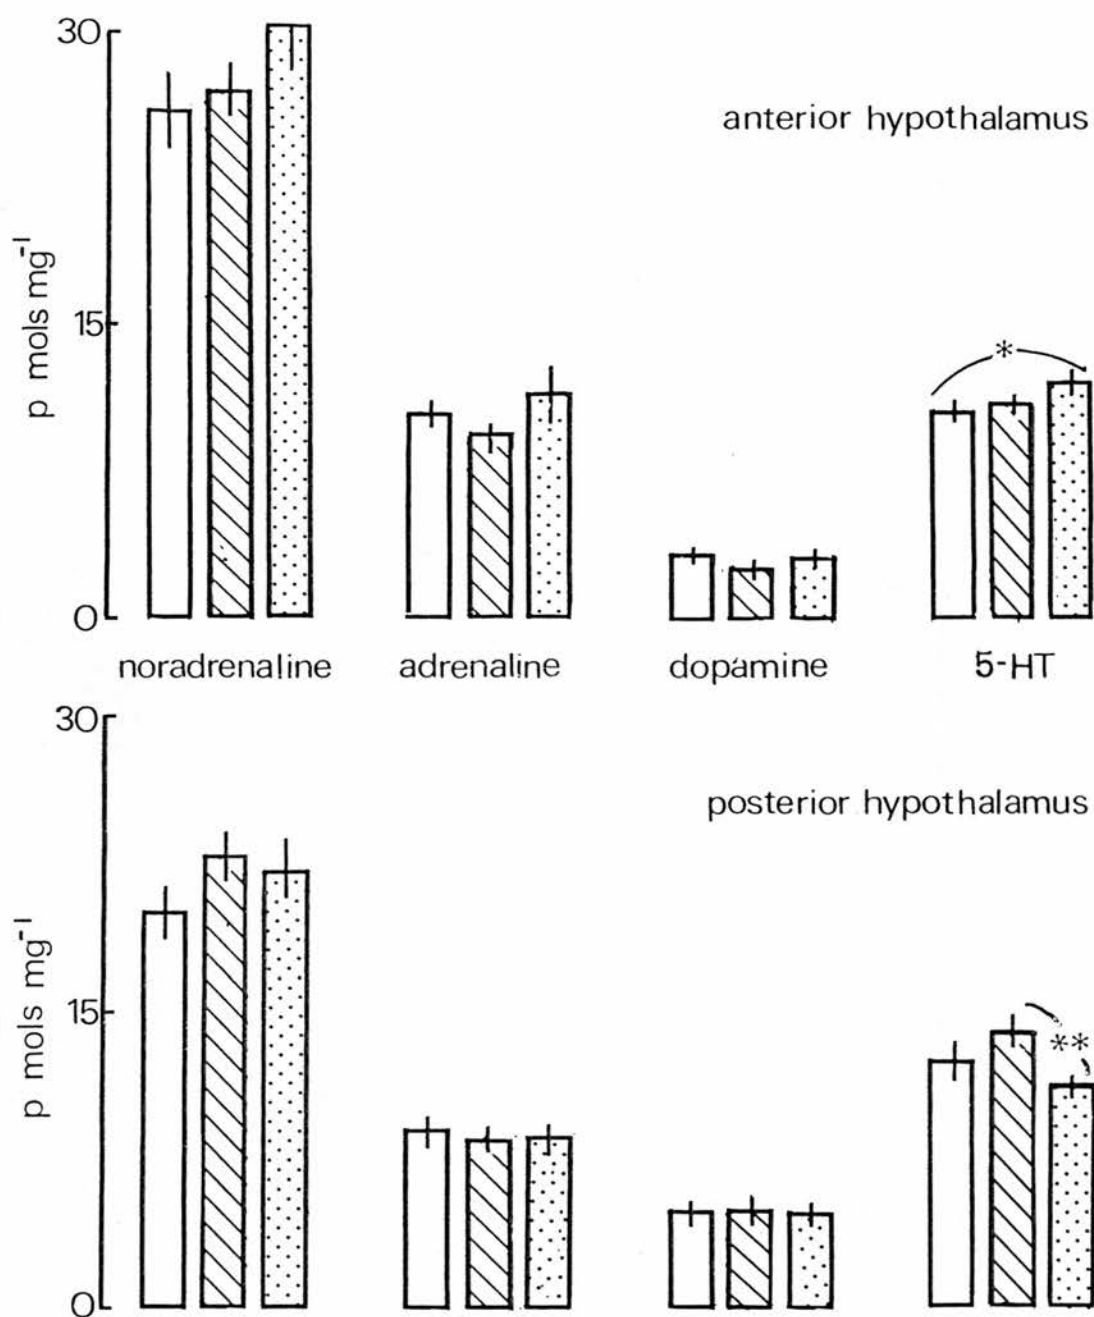 30
anterior hypothalamus
p mols mg⁻¹
15
*
0
noradrenaline adrenaline dopamine 5-HT
30
posterior hypothalamus
p mols mg⁻¹
15
**
0